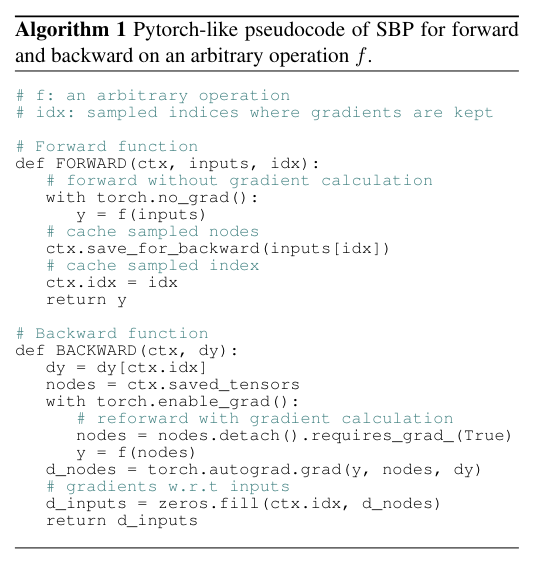 Algorithm 1 Pytorch-like pseudocode of SBP for forward
and backward on an arbitrary operation f.
# f: an arbitrary operation
# idx: sampled indices where gradients are kept
# Forward function
def FORWARD(ctx, inputs, idx):
# forward without gradient calculation
with torch.no_grad():
y = f(inputs)
# cache sampled nodes
ctx.save_for_backward(inputs[idx])
# cache sampled index
ctx.idx = idx
return y
# Backward function
def BACKWARD(ctx, dy):
dy = dy[ctx.idx]
nodes = ctx.saved_tensors
with torch.enable_grad():
# reforward with gradient calculation
nodes = nodes.detach().requires_grad_(True)
y = f(nodes)
d_nodes = torch.autograd.grad(y, nodes, dy)
# gradients w.r.t inputs
d_inputs = zeros.fill(ctx.idx, d_nodes)
return d_inputs